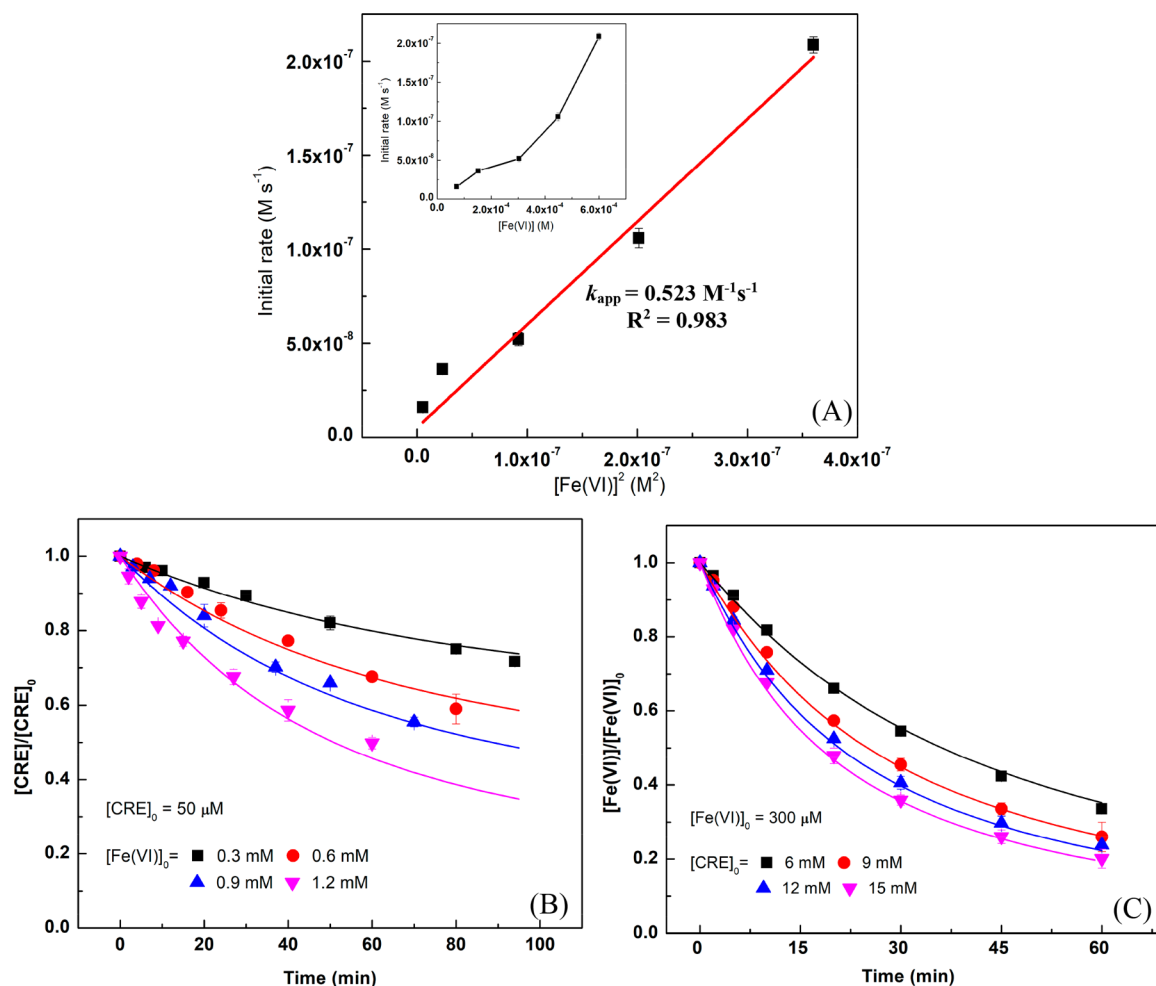 2.0x10⁻⁷
1.5x10⁻⁷
1.0x10⁻⁷
5.0x10⁻⁸
0.0
Initial rate (M s⁻¹)
0.0 2.0x10⁻⁴ 4.0x10⁻⁴ 6.0x10⁻⁴
[Fe(VI)] (M)
2.0x10⁻⁷
1.5x10⁻⁷
1.0x10⁻⁷
5.0x10⁻⁸
0.0
Initial rate (M s⁻¹)
k_app = 0.523 M⁻¹s⁻¹
R² = 0.983
(A)
0.0 1.0x10⁻⁷ 2.0x10⁻⁷ 3.0x10⁻⁷ 4.0x10⁻⁷
[Fe(VI)]² (M²)
1.0
0.8
0.6
0.4
0.2
0.0
[CRE]/[CRE]₀
[CRE]₀ = 50 μM
[Fe(VI)]₀= 0.3 mM 0.6 mM
0.9 mM 1.2 mM
(B)
0 20 40 60 80 100
Time (min)
1.0
0.8
0.6
0.4
0.2
0.0
[Fe(VI)]/[Fe(VI)]₀
[Fe(VI)]₀ = 300 μM
[CRE]₀= 6 mM 9 mM
12 mM 15 mM
(C)
0 15 30 45 60
Time (min)